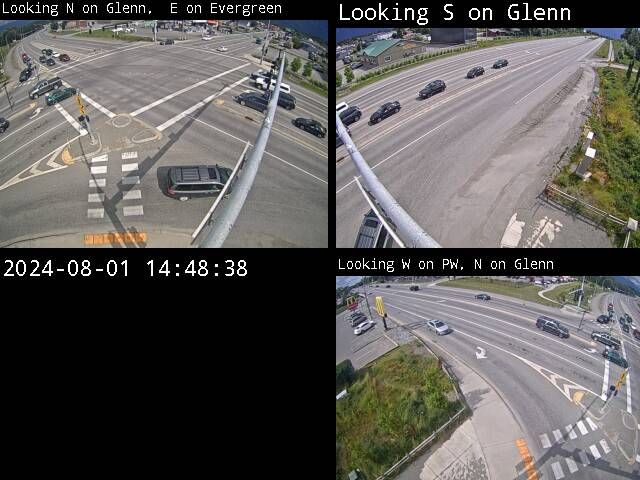 Looking N on Glenn, E on Evergreen
Looking S on Glenn
2024-08-01 14:48:38
Looking W on PW, N on Glenn